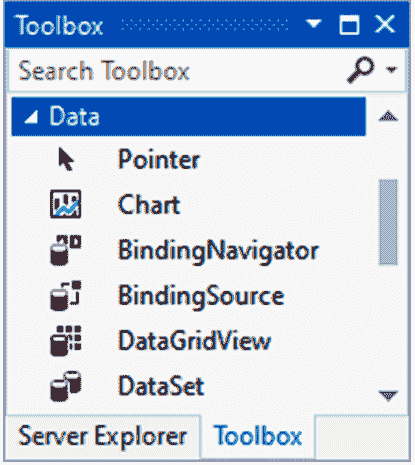 Toolbox
Search Toolbox
Data
Pointer
Chart
BindingNavigator
BindingSource
DataGridView
DataSet
Server Explorer Toolbox